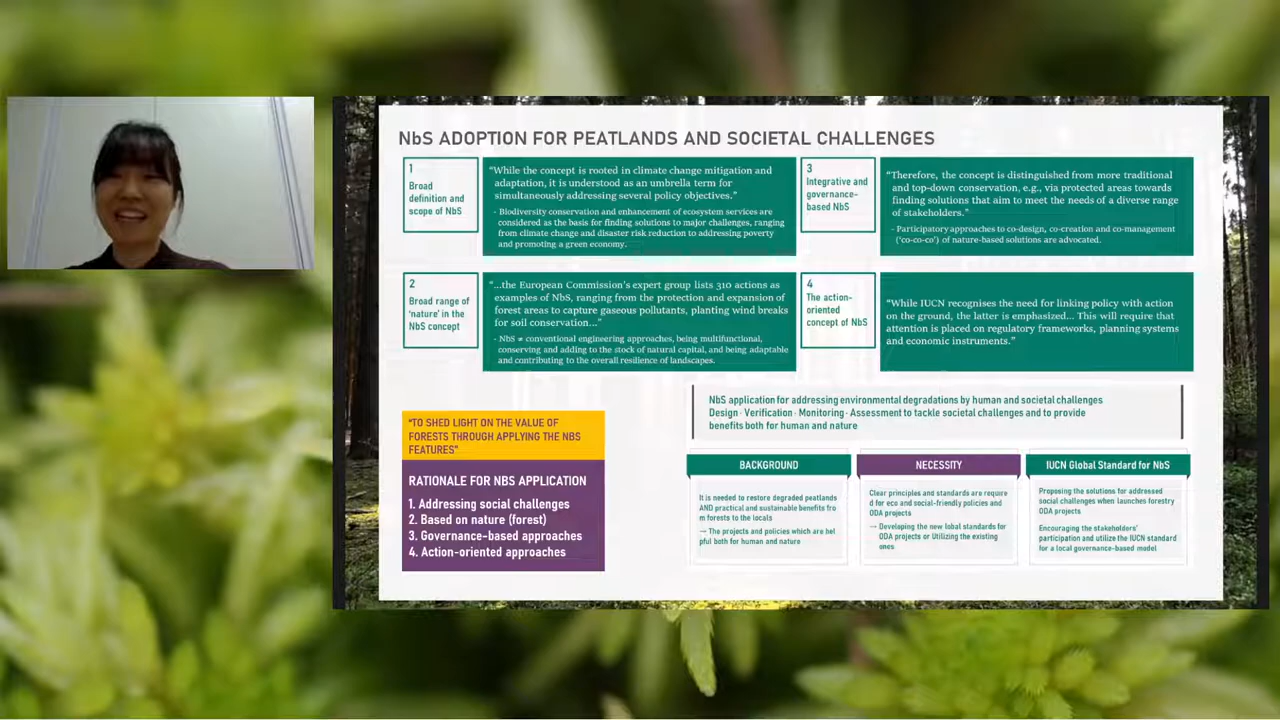 NbS ADOPTION FOR PEATLANDS AND SOCIETAL CHALLENGES
1
Broad
definition and
scope of NbS
"While the concept is rooted in climate change mitigation and
adaptation, it is understood as an umbrella term for
simultaneously addressing several policy objectives."
- Biodiversity conservation and enhancement of ecosystem services are
considered as the basis for finding solutions to major challenges, ranging
from climate change and disaster risk reduction to addressing poverty
and promoting a green economy.
2
Broad range of
'nature' in the
NbS concept
"...the European Commission's expert group lists 310 actions as
examples of NbS, ranging from the protection and expansion of
forest areas to capture gaseous pollutants, planting wind breaks
for soil conservation..."
- NbS ≠ conventional engineering approaches, being multifunctional,
conserving and adding to the stock of natural capital, and being adaptable
and contributing to the overall resilience of landscapes.
3
Integrative and
governance-
based NbS
"Therefore, the concept is distinguished from more traditional
and top-down conservation, e.g., via protected areas towards
finding solutions that aim to meet the needs of a diverse range
of stakeholders."
- Participatory approaches to co-design, co-creation and co-management
('co-co-co') of nature-based solutions are advocated.
4
The action-
oriented
concept of NbS
"While IUCN recognises the need for linking policy with action
on the ground, the latter is emphasized... This will require that
attention is placed on regulatory frameworks, planning systems
and economic instruments."
"TO SHED LIGHT ON THE VALUE OF
FORESTS THROUGH APPLYING THE NBS
FEATURES"
RATIONALE FOR NBS APPLICATION
1. Addressing social challenges
2. Based on nature (forest)
3. Governance-based approaches
4. Action-oriented approaches
NbS application for addressing environmental degradations by human and societal challenges
Design · Verification · Monitoring · Assessment to tackle societal challenges and to provide
benefits both for human and nature
BACKGROUND
It is needed to restore degraded peatlands
AND practical and sustainable benefits fro
m forests to the locals
→ The projects and policies which are hel
pful both for human and nature
NECESSITY
Clear principles and standards are require
d for eco and social-friendly policies and
ODA projects
→ Developing the new lobal standards for
ODA projects or Utilizing the existing
ones
IUCN Global Standard for NbS
Proposing the solutions for addressed
social challenges when launches forestry
ODA projects
Encouraging the stakeholders'
participation and utilize the IUCN standard
for a local governance-based model